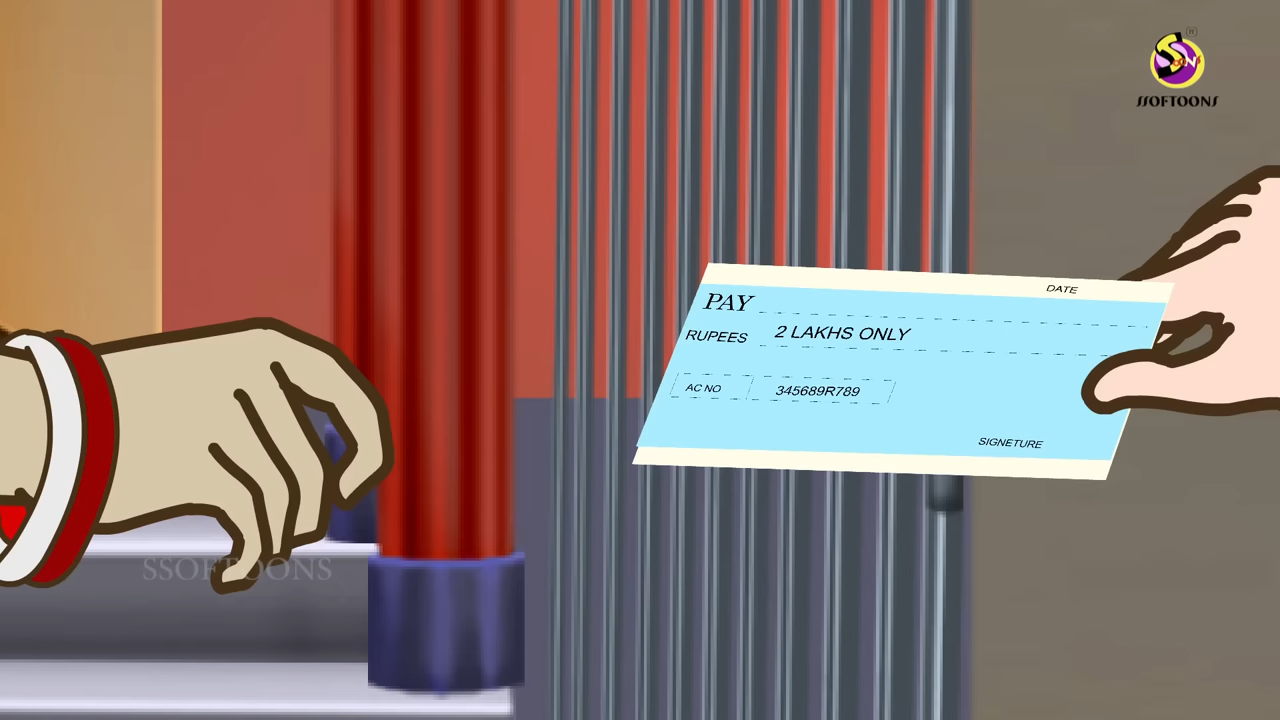 SSOFTOONS
DATE
PAY
RUPEES 2 LAKHS ONLY
AC NO 345689R789
SIGNETURE
SSOFTOONS